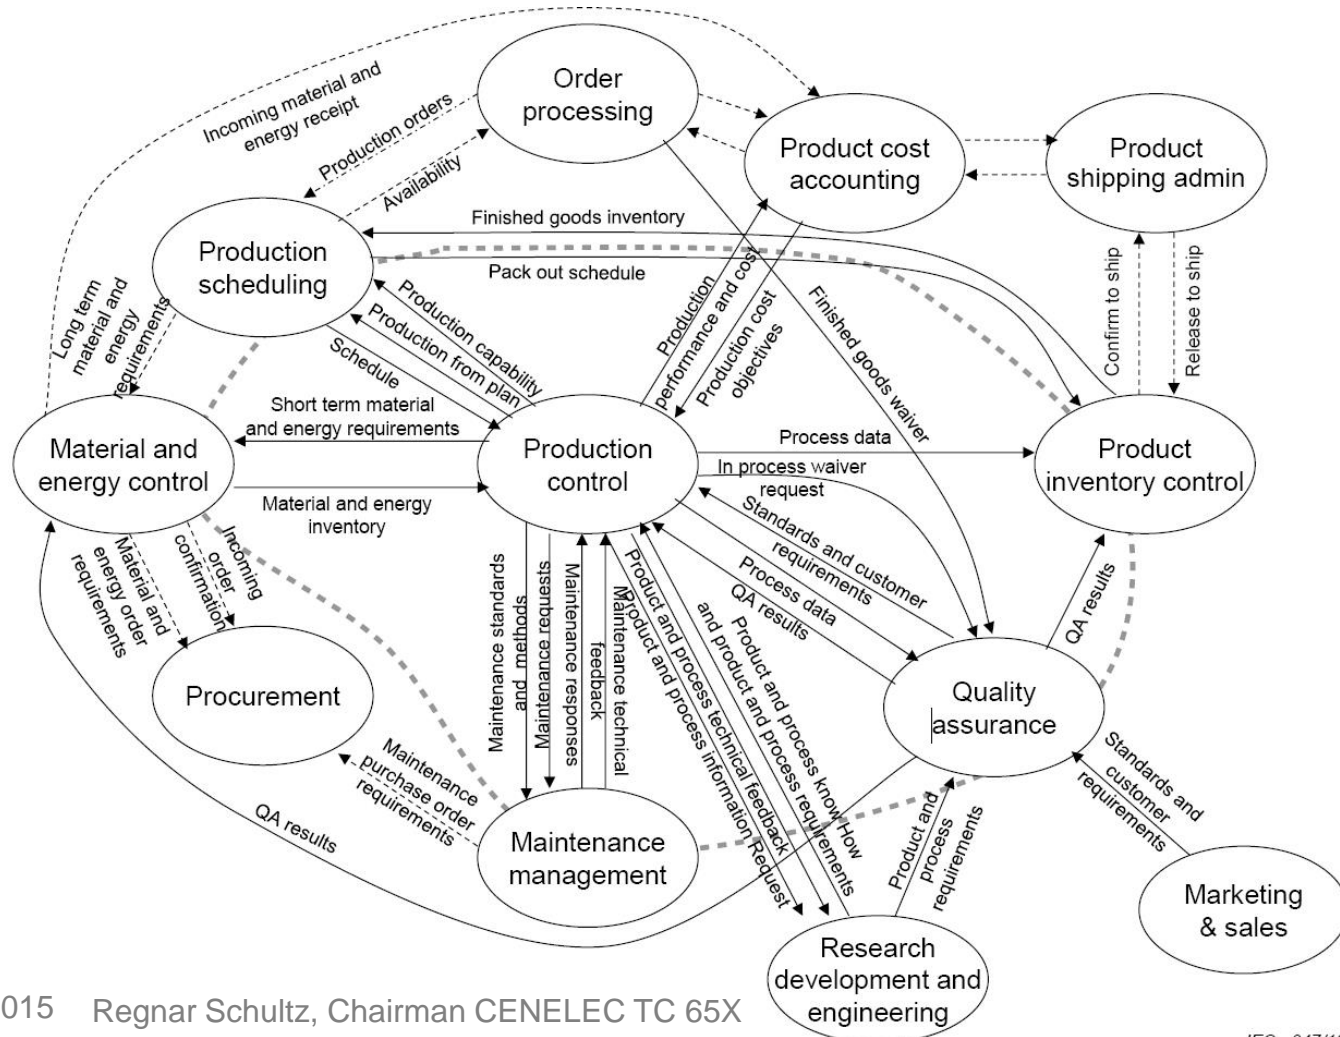 Order
processing
Product cost
accounting
Product
shipping admin
Incoming material and
energy receipt
Production orders
Availability
Finished goods inventory
Pack out schedule
Production
scheduling
Long term
material and
energy
requirements
Production capability
Production from plan
Schedule
Production
performance and cost
Production cost
objectives
Finished goods waiver
Confirm to ship
Release to ship
Short term material
and energy requirements
Material and
energy control
Material and energy
inventory
Production
control
Process data
In process waiver
request
Product
inventory control
Standards and customer
requirements
Process data
QA results
QA results
Material and
energy order
requirements
Incoming
order
confirmation
Procurement
Maintenance standards
and methods
Maintenance requests
Maintenance responses
Maintenance technical
feedback
Product and process technical feedback
Product and process information Request
Product and process know How
and product and process requirements
Quality
assurance
Maintenance
purchase order
requirements
QA results
Maintenance
management
Product and
process
requirements
Standards and
customer
requirements
Marketing
& sales
Research
development and
engineering
015 Regnar Schultz, Chairman CENELEC TC 65X